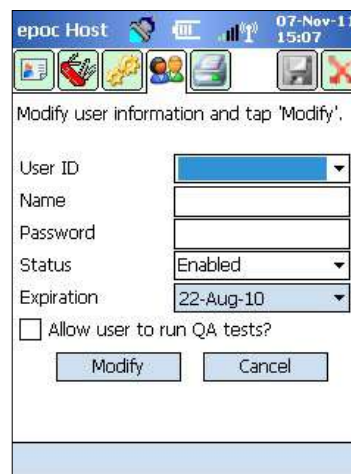 epoc Host 07-Nov-11
15:07
Modify user information and tap 'Modify'.
User ID
Name
Password
Status Enabled
Expiration 22-Aug-10
Allow user to run QA tests?
Modify Cancel